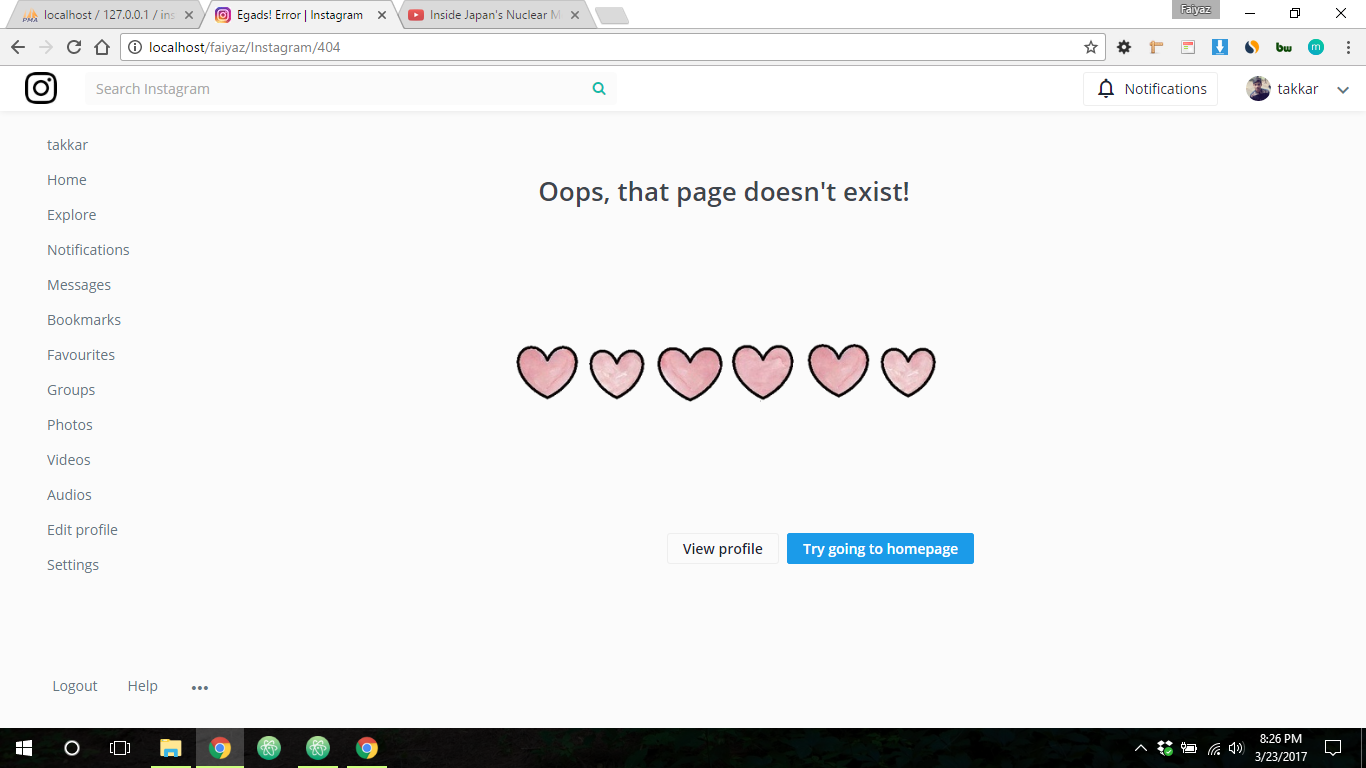 PMA localhost / 127.0.0.1 / ins
Egads! Error | Instagram
Inside Japan's Nuclear M
Faiyaz
localhost/faiyaz/Instagram/404
bw
m
Search Instagram
Notifications
takkar
takkar
Home
Explore
Notifications
Messages
Bookmarks
Favourites
Groups
Photos
Videos
Audios
Edit profile
Settings
Oops, that page doesn't exist!
View profile
Try going to homepage
Logout
Help
8:26 PM
3/23/2017